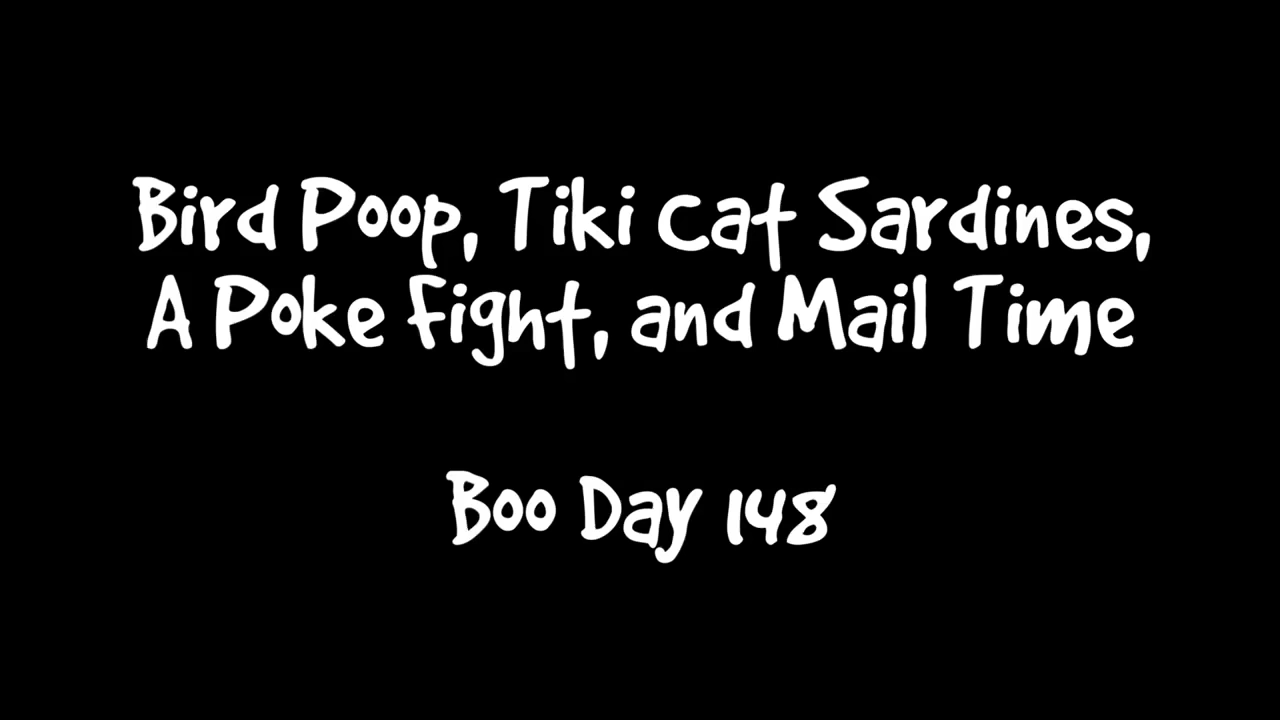 Bird Poop, Tiki Cat Sardines,
A Poke Fight, and Mail Time
Boo Day 148